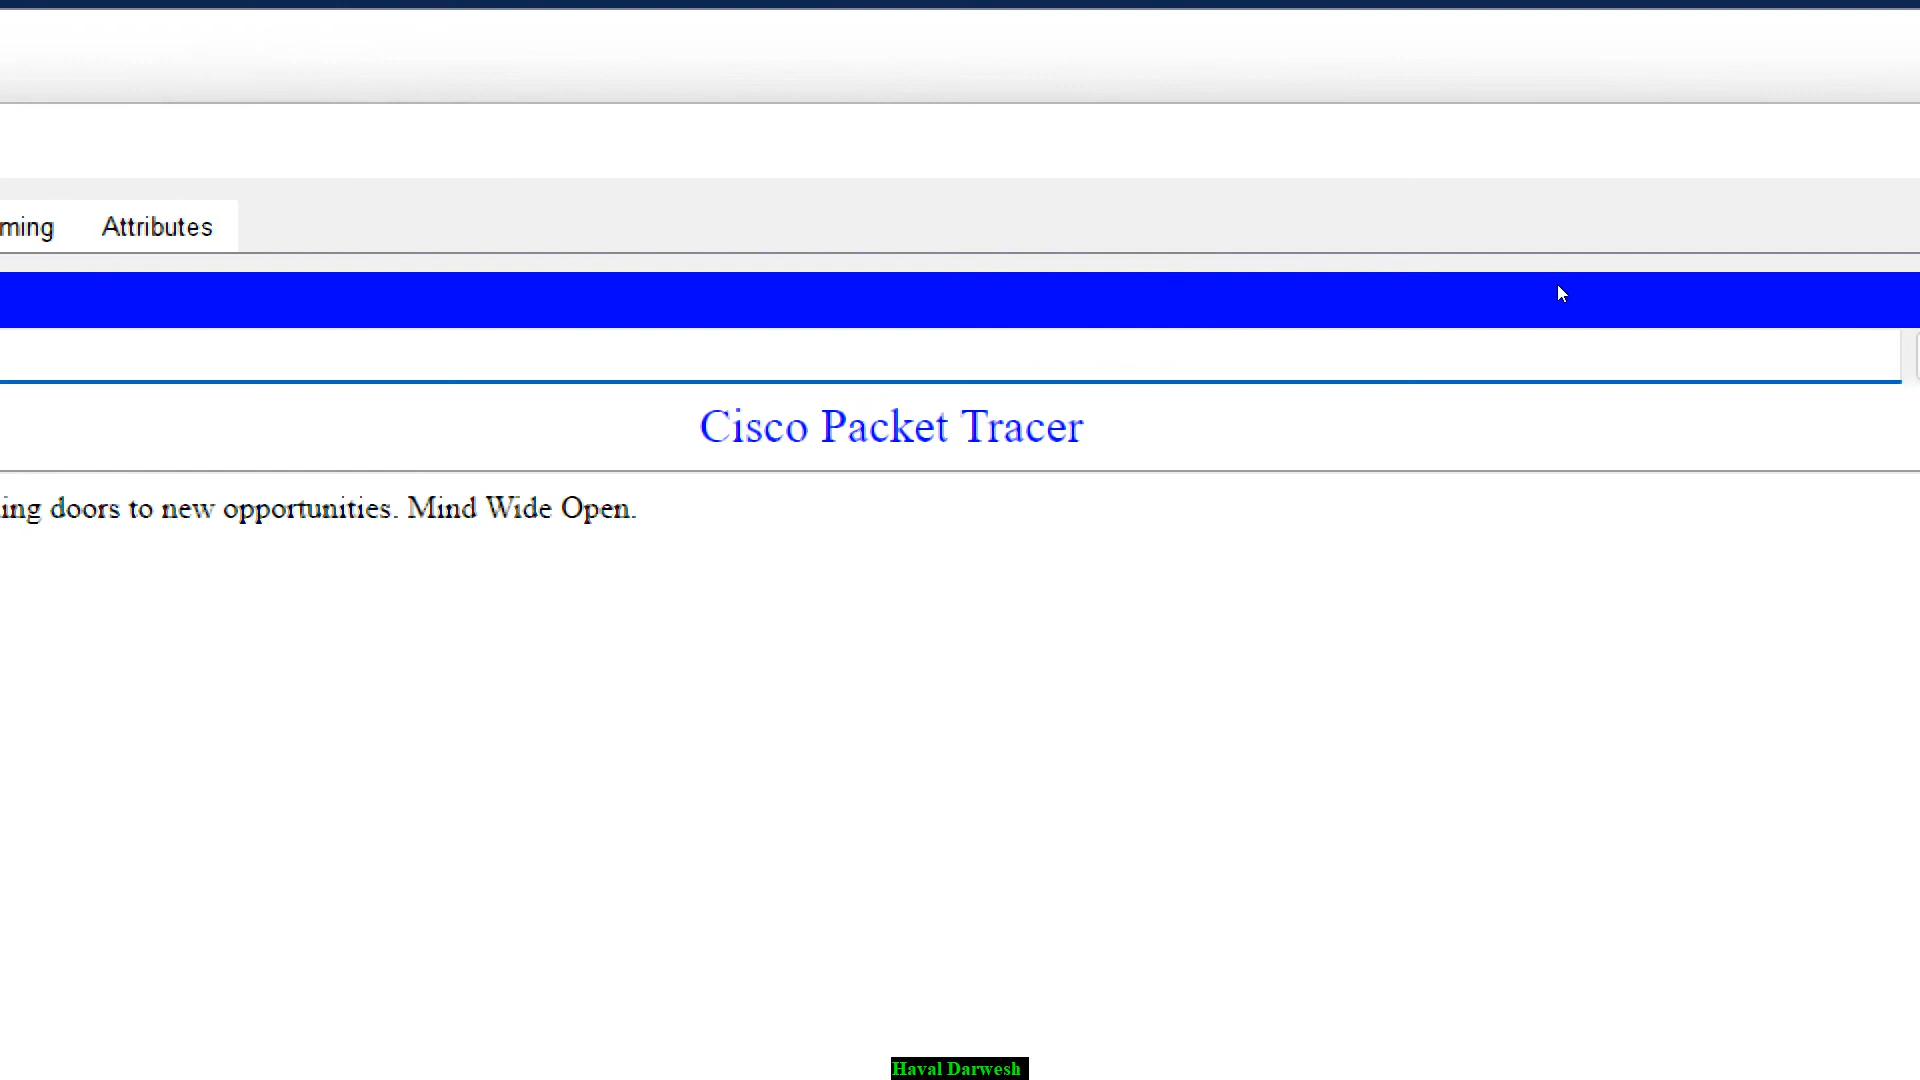 ming Attributes
Cisco Packet Tracer
ing doors to new opportunities. Mind Wide Open.
Haval Darwesh